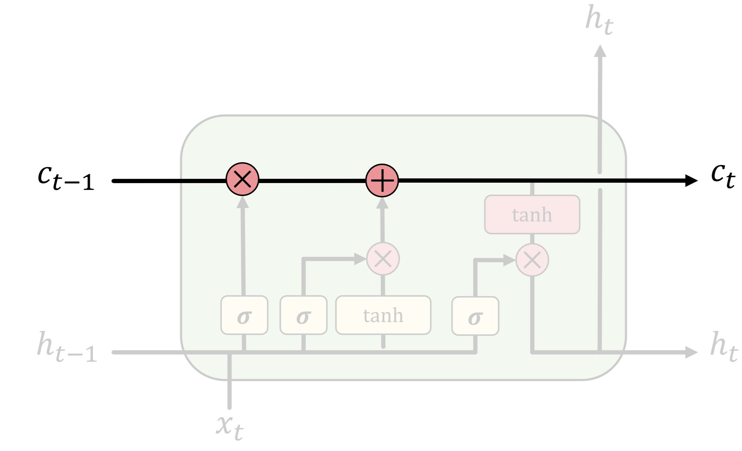 h_t
c_{t-1} × + c_t
tanh
× ×
σ σ tanh σ
h_{t-1} h_t
x_t